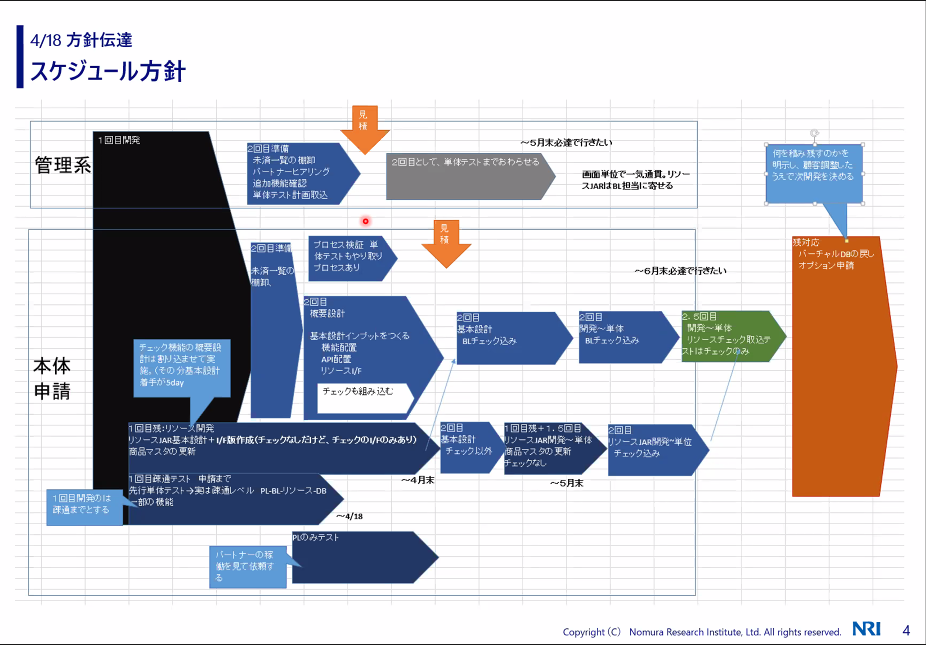 4/18 方針伝達
スケジュール方針
管理系
1回目開発
2回目準備
未済一覧の棚卸
パートナーヒアリング
追加機能確認
単体テスト計画取込
見
積
2回目として、単体テストまでおわらせる
～5月末必達で行きたい
画面単位で一気通貫。リソー
スJARはBL担当に寄せる
何を積み残すのかを
明示し、顧客調整した
うえで次開発を決める
本体
申請
2回目準備
未済一覧の
棚卸、
プロセス検証 単
体テストもやり取り
プロセスあり
見
積
～6月末必達で行きたい
残対応
バーチャルDBの戻し
オプション申請
2回目
概要設計
基本設計インプットをつくる
機能配置
API配置
リソースI/F
チェックも組み込む
2回目
基本設計
BLチェック込み
2回目
開発～単体
BLチェック込み
2.5回目
開発～単体
リソースチェック取込テ
ストはチェックのみ
チェック機能の概要設
計は割り込ませて実
施。（その分基本設計
着手が5day
1回目残：リソース開発
リソースJAR基本設計＋I/F版作成（チェックなしだけど、チェックのI/Fのみあり）
商品マスタの更新
2回目
基本設計
チェック以外
1回目残＋1.5回目
リソースJAR開発～単体
商品マスタの更新
チェックなし
2回目
リソースJAR開発~単位
チェック込み
～4月末
～5月末
1回目疎通テスト 申請まで
先行単体テスト→実は疎通レベル PL-BL-リソース-DB
一部の機能
1回目開発のは
疎通までとする
～4/18
PLのみテスト
パートナーの稼
働を見て依頼す
る
Copyright（C） Nomura Research Institute, Ltd. All rights reserved.
NRI
4